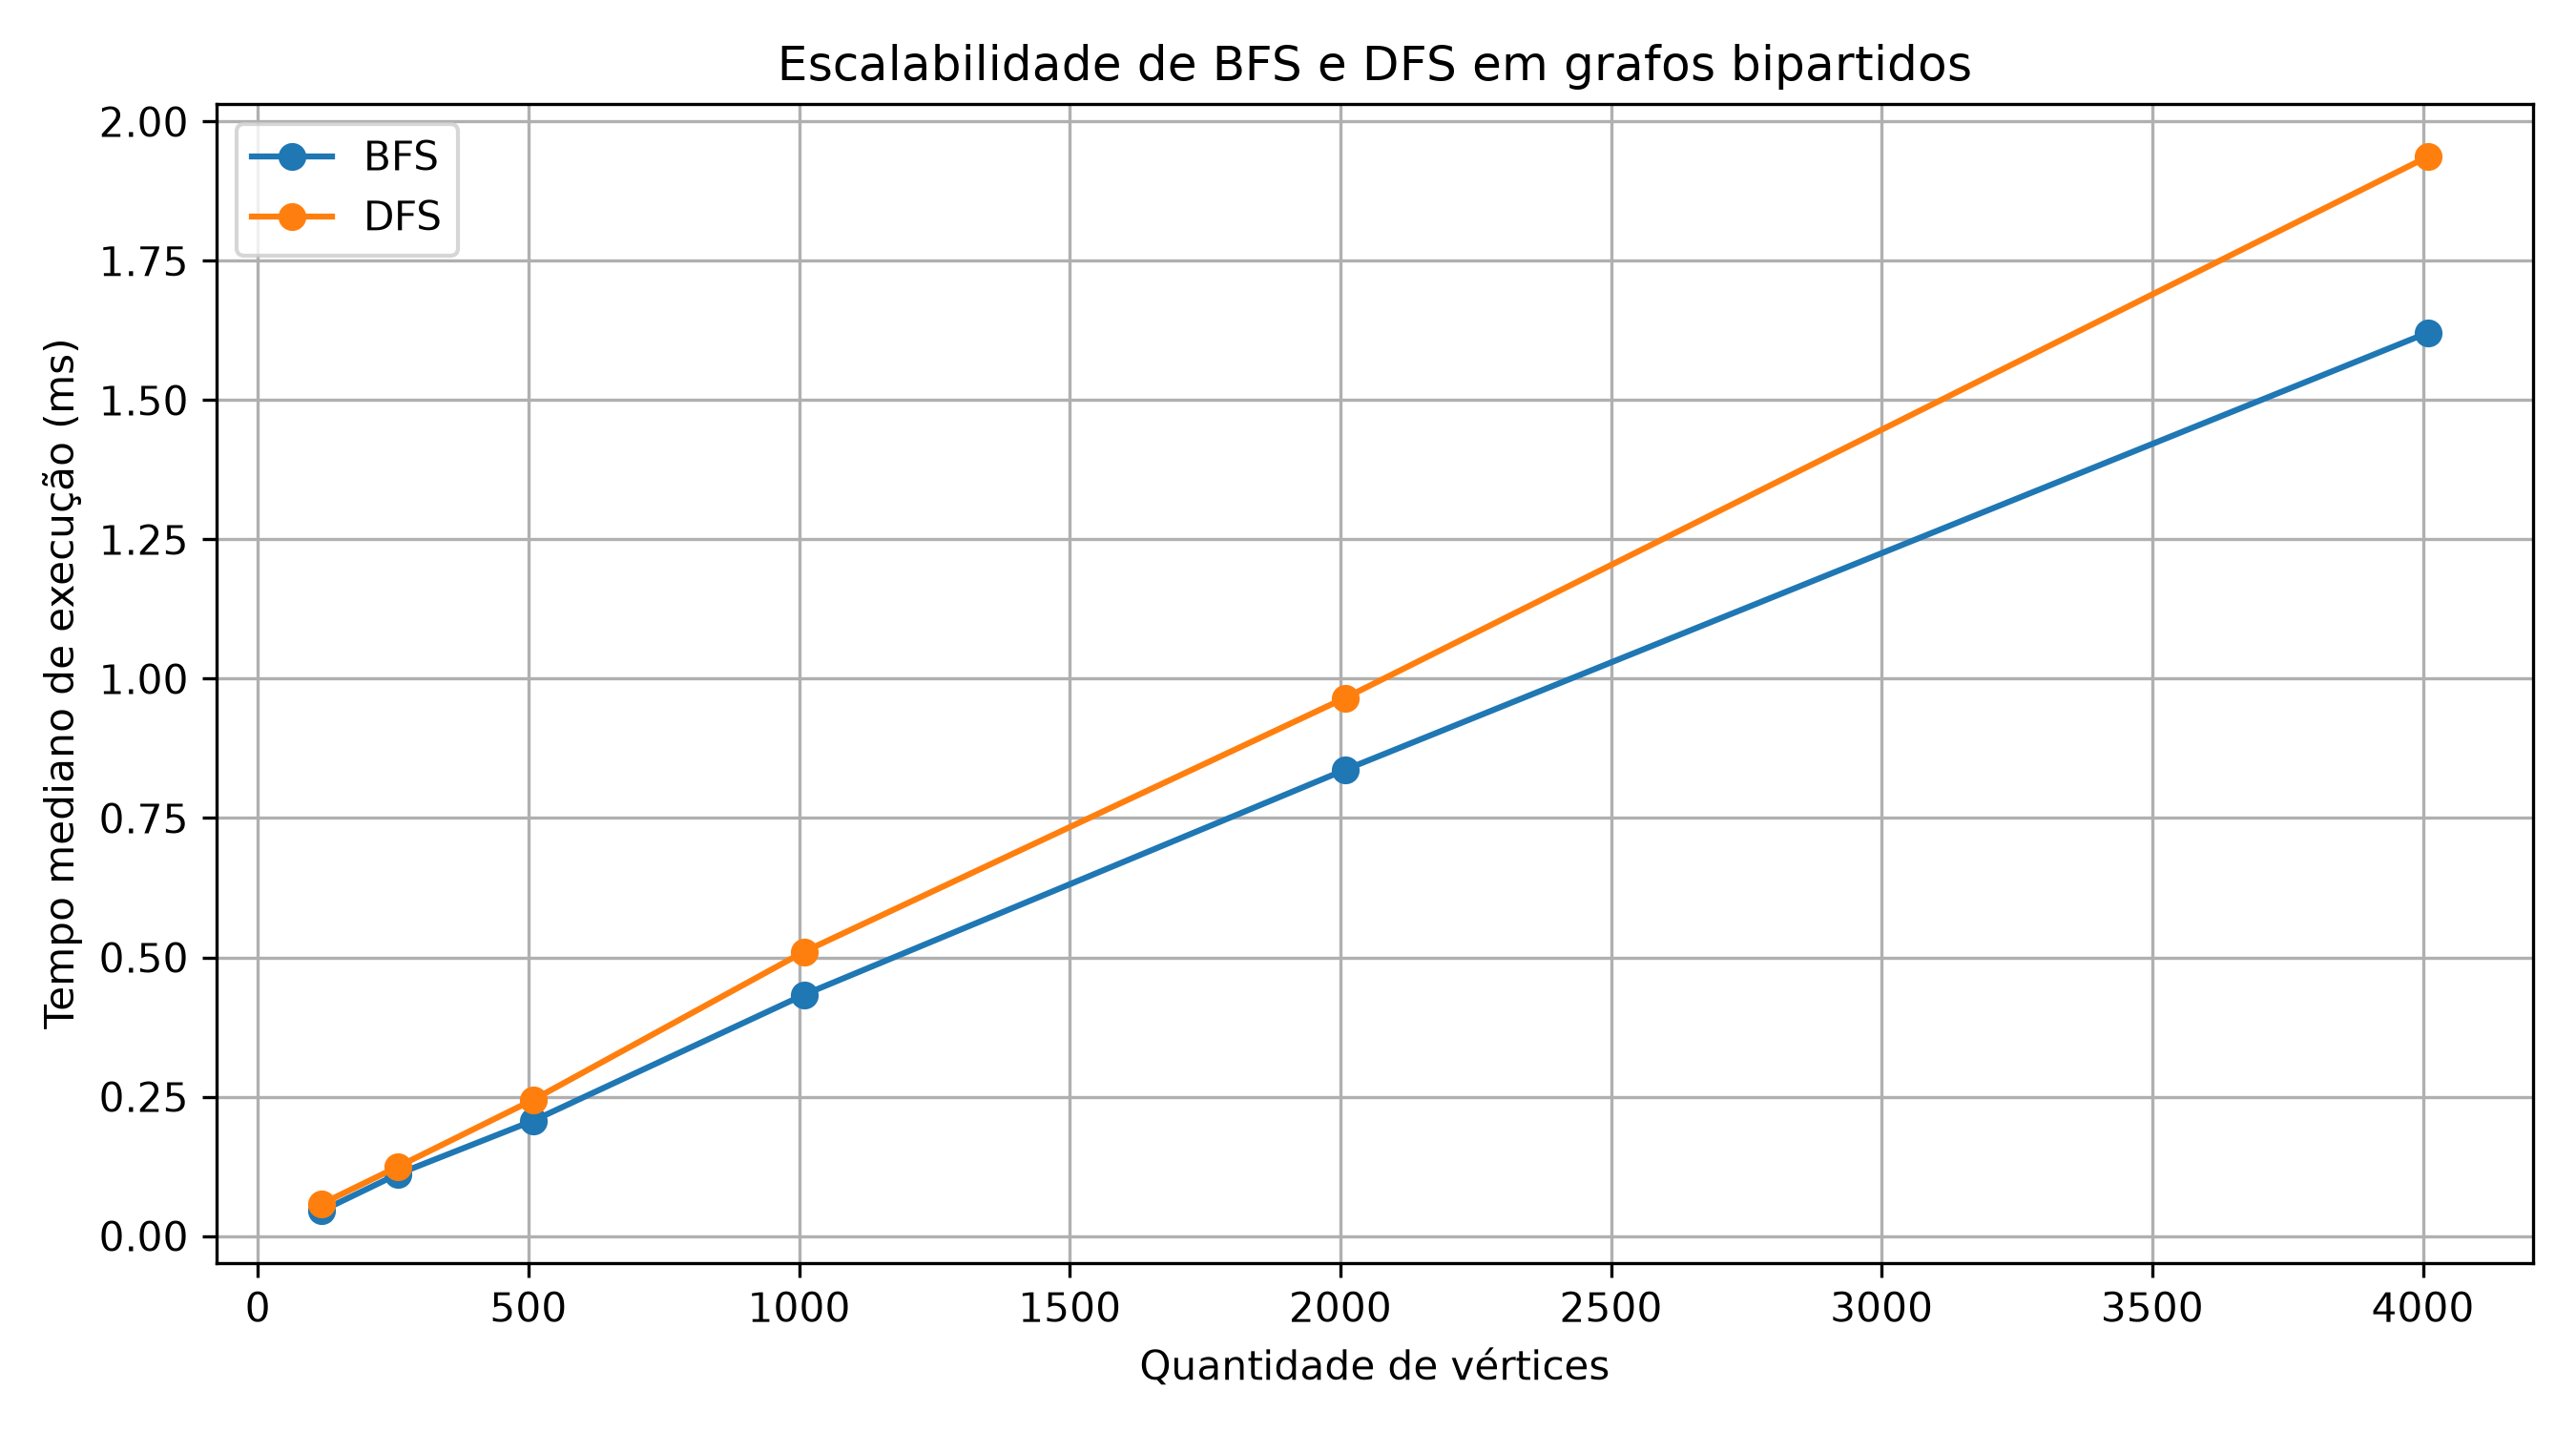 Escalabilidade de BFS e DFS em grafos bipartidos
BFS
DFS
Tempo mediano de execução (ms)
2.00
1.75
1.50
1.25
1.00
0.75
0.50
0.25
0.00
0 500 1000 1500 2000 2500 3000 3500 4000
Quantidade de vértices